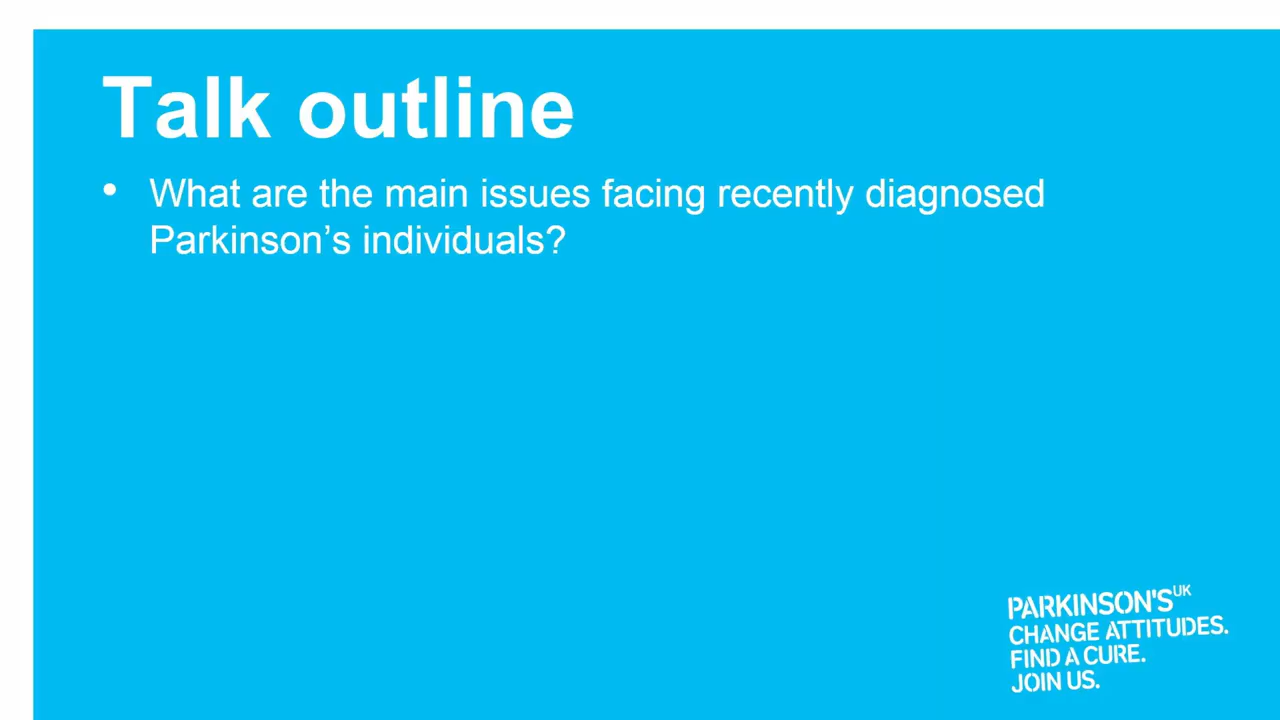 Talk outline
• What are the main issues facing recently diagnosed
Parkinson’s individuals?
PARKINSON'S UK
CHANGE ATTITUDES.
FIND A CURE.
JOIN US.